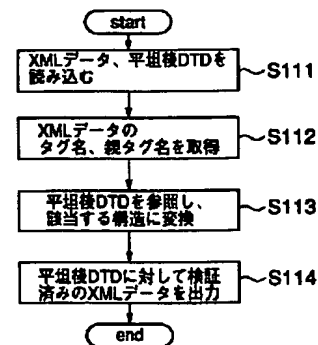 start
XMLデータ、平坦後DTDを
読み込む
S111
XMLデータの
タグ名、親タグ名を取得
S112
平坦後DTDを参照し、
該当する構造に変換
S113
平坦後DTDに対して検証
済みのXMLデータを出力
S114
end